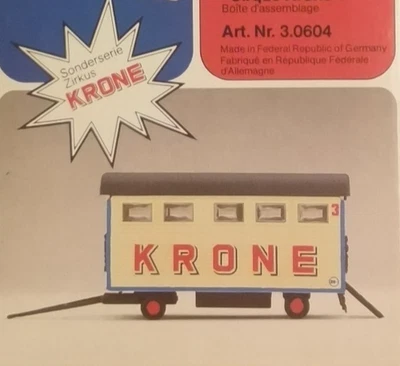 Boîte d'assemblage
Art. Nr. 3.0604
Made in Federal Republic of Germany
Fabriqué en République Fédérale
d'Allemagne
Sonderserie
Zirkus
KRONE
3
KRONE